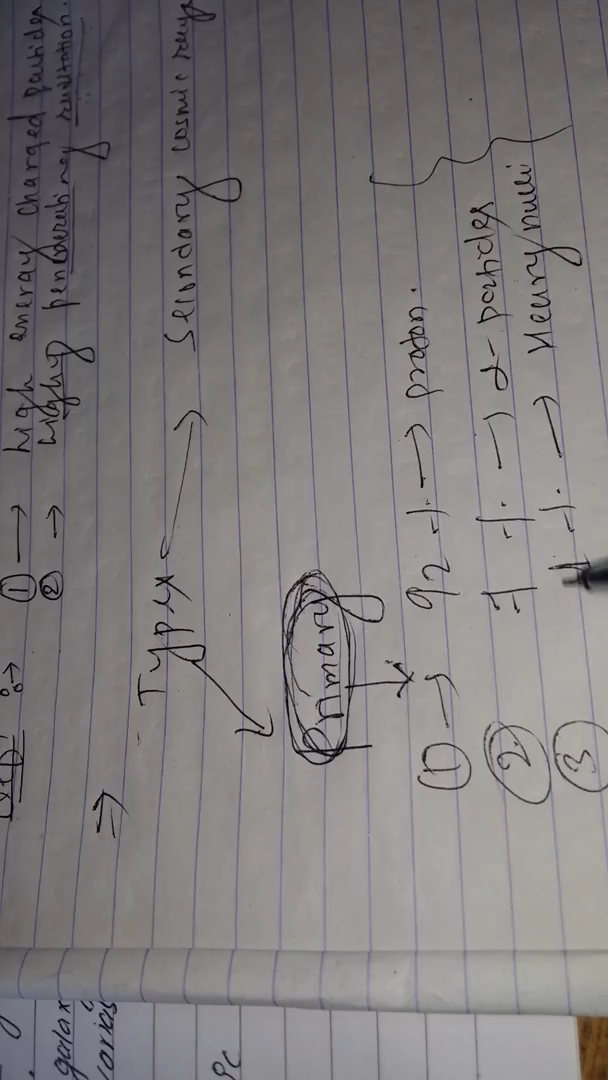 ① → high energy charged particles
② → highly penetrating radiation.
⇒ Types → Secondary cosmic rays
Primary
① → 92 % → proton.
② 7 % → α-particles
③ 1 % → Heavy nuclei
galax